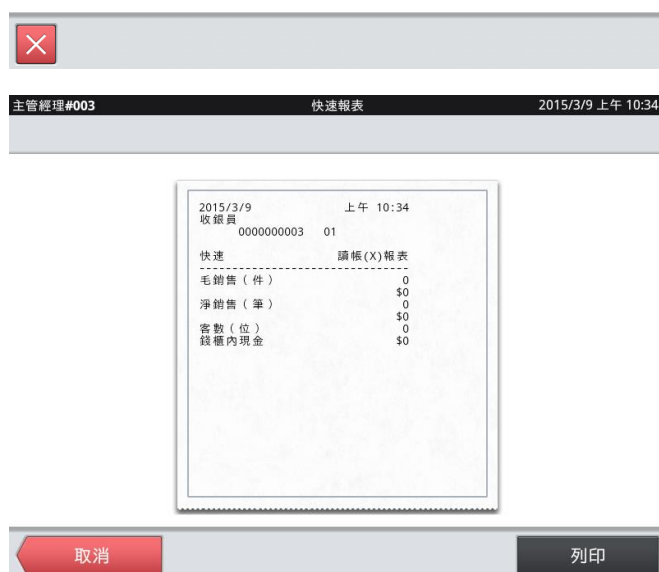 主管經理#003 快速報表 2015/3/9 上午 10:34
2015/3/9 上午 10:34
收銀員
0000000003 01
快速 讀帳(X)報表
--------------------------------
毛銷售(件) 0
$0
淨銷售(筆) 0
$0
客數(位) 0
錢櫃內現金 $0
取消 列印